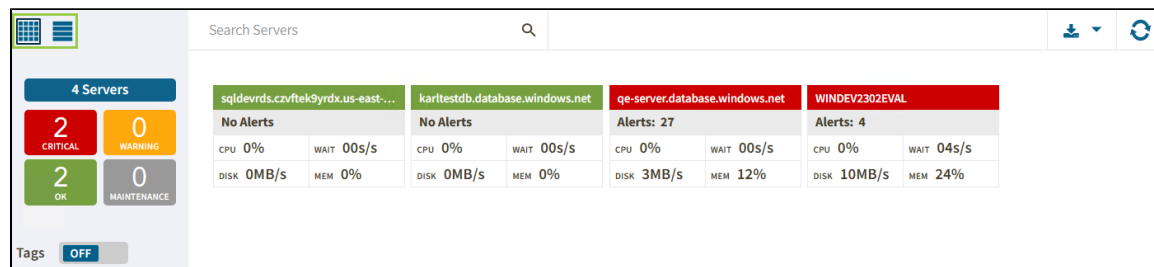 Search Servers
4 Servers
2 CRITICAL
0 WARNING
2 OK
0 MAINTENANCE
Tags OFF
sqldevrds.czvftek9yrdx.us-east-...
No Alerts
CPU 0% WAIT 00s/s
DISK 0MB/s MEM 0%
karltestdb.database.windows.net
No Alerts
CPU 0% WAIT 00s/s
DISK 0MB/s MEM 0%
qe-server.database.windows.net
Alerts: 27
CPU 0% WAIT 00s/s
DISK 3MB/s MEM 12%
WINDEV2302EVAL
Alerts: 4
CPU 0% WAIT 04s/s
DISK 10MB/s MEM 24%